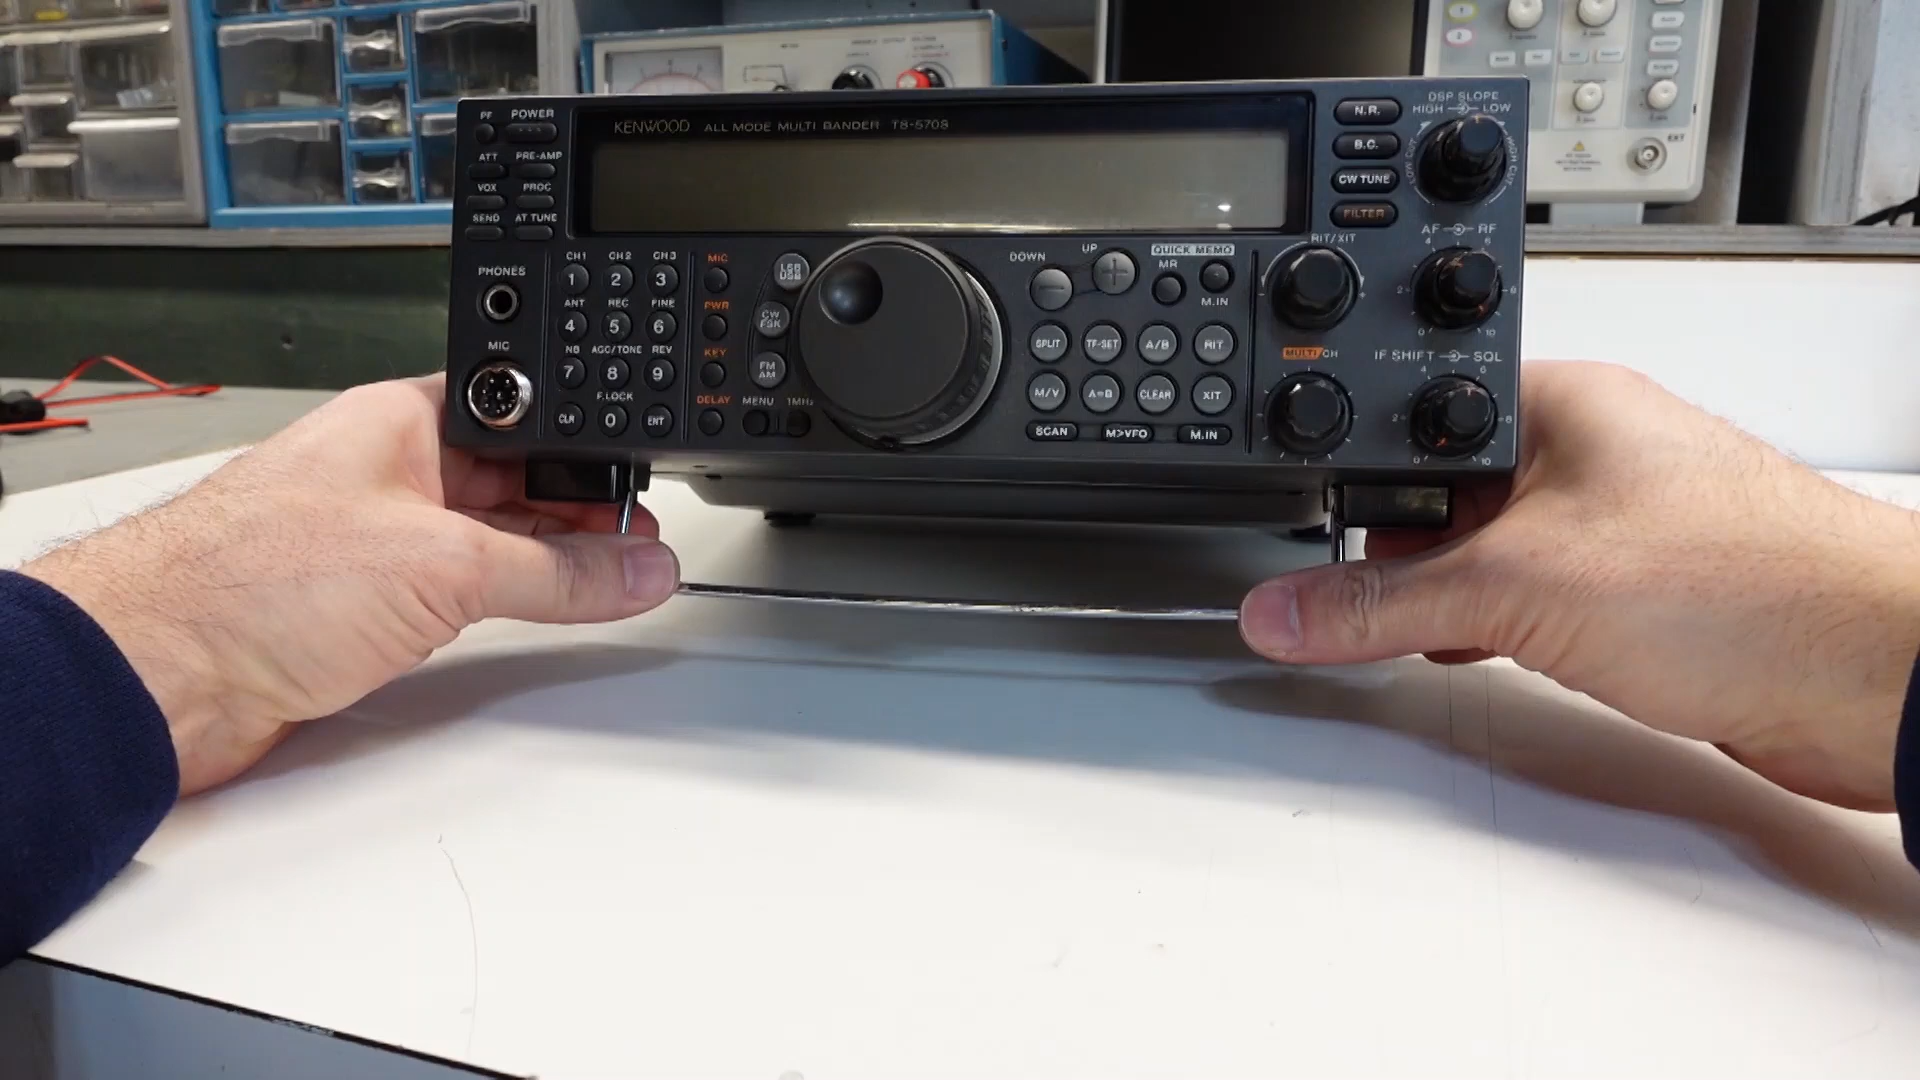 KENWOOD ALL MODE MULTI BANDER TS-570S
PF POWER
ATT PRE-AMP
VOX PROC
SEND AT TUNE
PHONES
MIC
CH1 CH2 CH3
1 2 3
ANT REC FINE
4 5 6
NB AGC/TONE REV
7 8 9
F.LOCK
CLR 0 ENT
MIC
PWR
KEY
DELAY
MENU 1MHz
LSB
USB
CW
FSK
FM
AM
DOWN UP
QUICK MEMO
MR
M.IN
SPLIT TF-SET A/B RIT
M/V A=B CLEAR XIT
SCAN M>VFO M.IN
N.R.
B.C.
CW TUNE
FILTER
DSP SLOPE
HIGH LOW
LOW CUT HIGH CUT
RIT/XIT
AF RF
MULTI/CH
IF SHIFT SQL
EXT